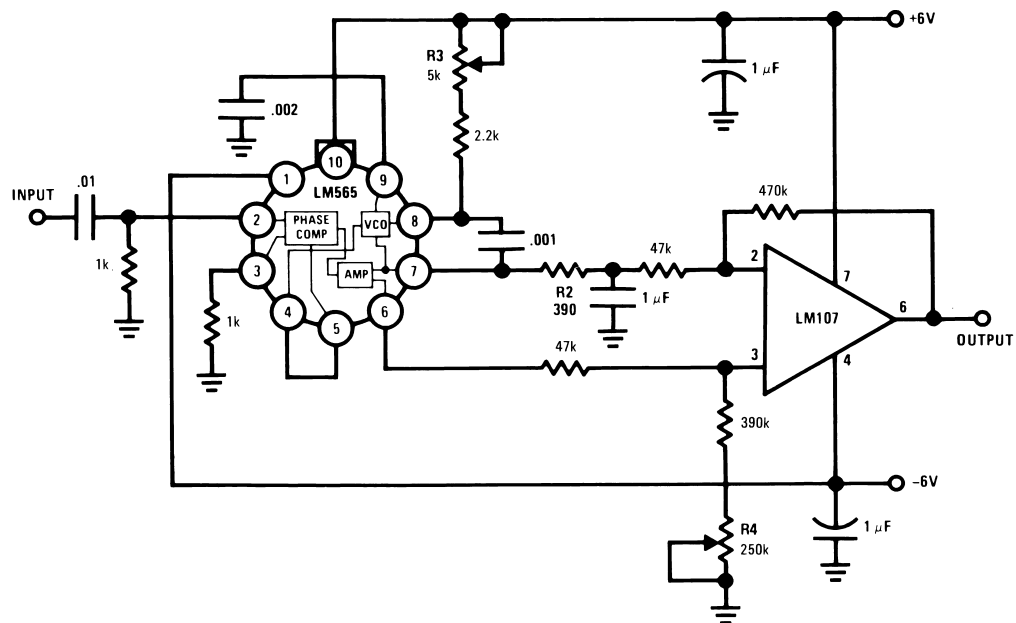 +6V
R3
5k
1 µF
.002
2.2k
10
1
9
LM565
INPUT
.01
2
PHASE
COMP
VCO
8
470k
.001
47k
1k
3
AMP
7
R2
390
1 µF
2
7
4
5
6
1k
LM107
6
OUTPUT
47k
3
4
390k
−6V
R4
250k
1 µF